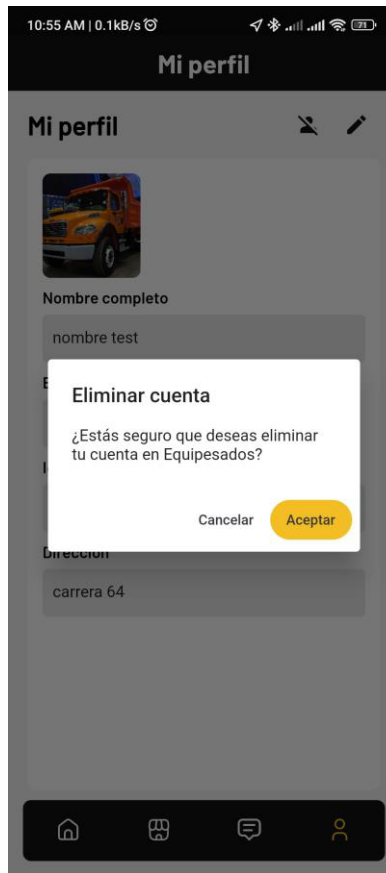 10:55 AM | 0.1kB/s
71
Mi perfil
Mi perfil
Nombre completo
nombre test
Eliminar cuenta
¿Estás seguro que deseas eliminar
tu cuenta en Equipesados?
Cancelar
Aceptar
Dirección
carrera 64